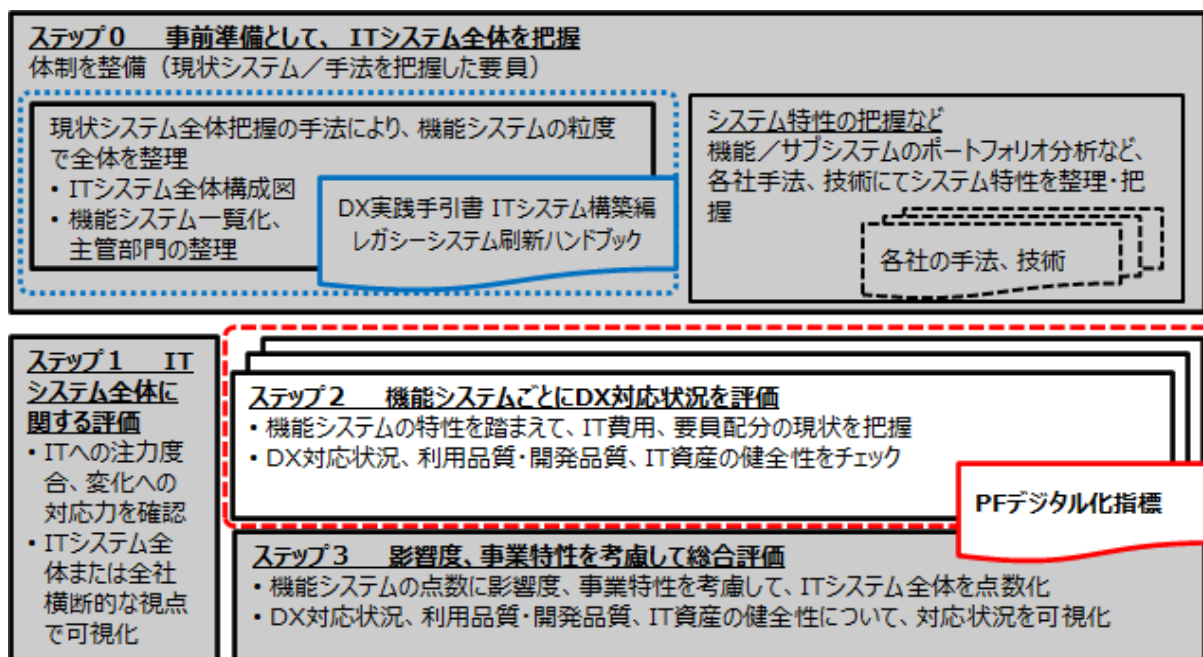 ステップ0　事前準備として、ITシステム全体を把握
体制を整備（現状システム／手法を把握した要員）
現状システム全体把握の手法により、機能システムの粒度
で全体を整理
• ITシステム全体構成図
• 機能システム一覧化、
主管部門の整理
DX実践手引書 ITシステム構築編
レガシーシステム刷新ハンドブック
システム特性の把握など
機能／サブシステムのポートフォリオ分析など、
各社手法、技術にてシステム特性を整理・把
握
各社の手法、技術
ステップ1　IT
システム全体に
関する評価
• ITへの注力度
合、変化への
対応力を確認
• ITシステム全
体または全社
横断的な視点
で可視化
ステップ2　機能システムごとにDX対応状況を評価
• 機能システムの特性を踏まえて、IT費用、要員配分の現状を把握
• DX対応状況、利用品質・開発品質、IT資産の健全性をチェック
PFデジタル化指標
ステップ3　影響度、事業特性を考慮して総合評価
• 機能システムの点数に影響度、事業特性を考慮して、ITシステム全体を点数化
• DX対応状況、利用品質・開発品質、IT資産の健全性について、対応状況を可視化